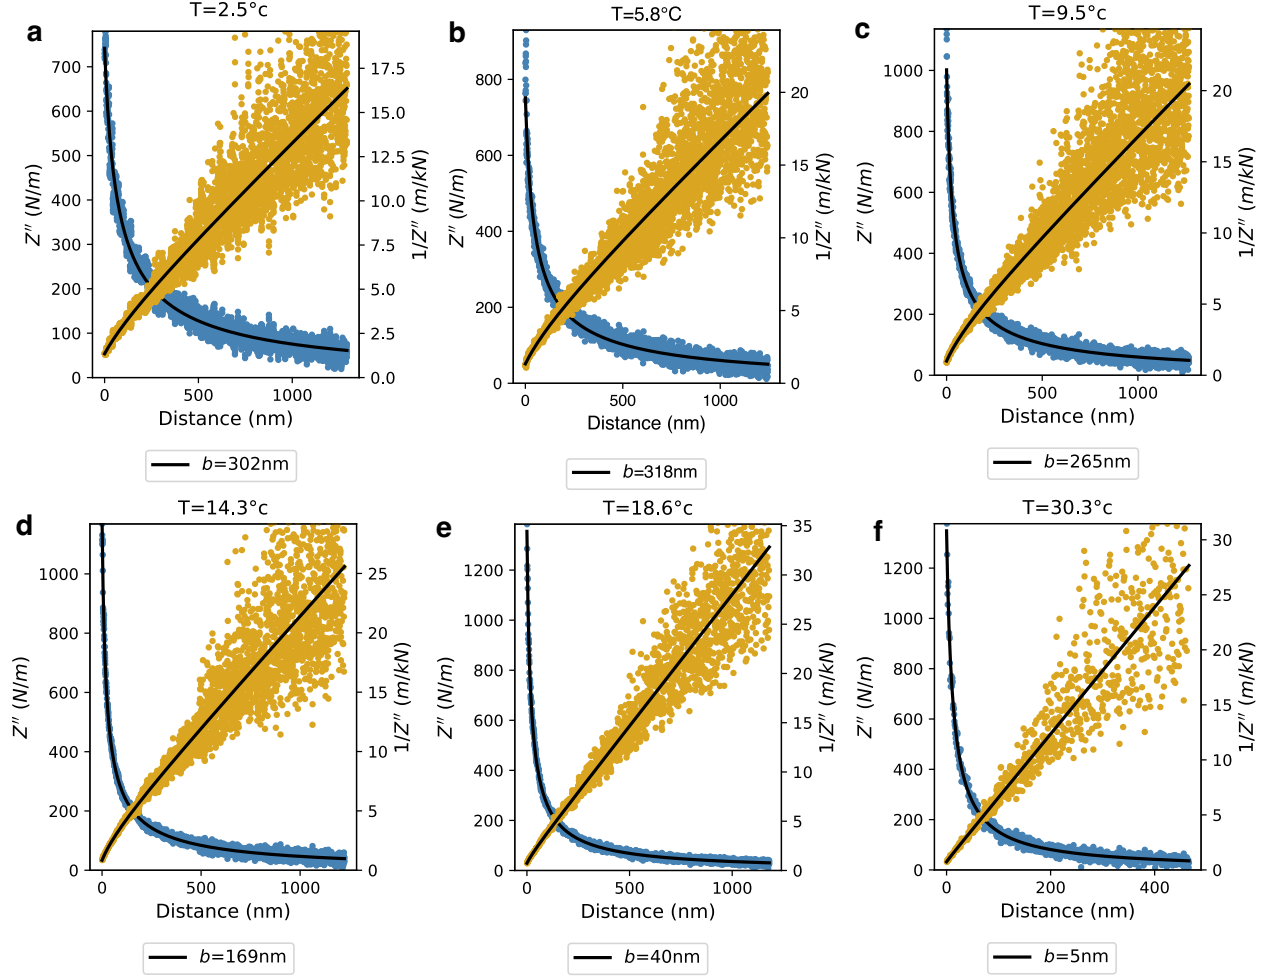 a
T=2.5°c
Z'' (N/m)
700
600
500
400
300
200
100
0
17.5
15.0
12.5
10.0
7.5
5.0
2.5
0.0
1/Z'' (m/kN)
0
500
1000
Distance (nm)
b=302nm
b
T=5.8°C
Z'' (N/m)
800
600
400
200
0
20
15
10
5
0
1/Z'' (m/kN)
0
500
1000
Distance (nm)
b=318nm
c
T=9.5°c
Z'' (N/m)
1000
800
600
400
200
0
20
15
10
5
0
1/Z'' (m/kN)
0
500
1000
Distance (nm)
b=265nm
d
T=14.3°c
Z'' (N/m)
1000
800
600
400
200
0
25
20
15
10
5
0
1/Z'' (m/kN)
0
500
1000
Distance (nm)
b=169nm
e
T=18.6°c
Z'' (N/m)
1200
1000
800
600
400
200
0
35
30
25
20
15
10
5
0
1/Z'' (m/kN)
0
500
1000
Distance (nm)
b=40nm
f
T=30.3°c
Z'' (N/m)
1200
1000
800
600
400
200
0
30
25
20
15
10
5
0
1/Z'' (m/kN)
0
200
400
Distance (nm)
b=5nm